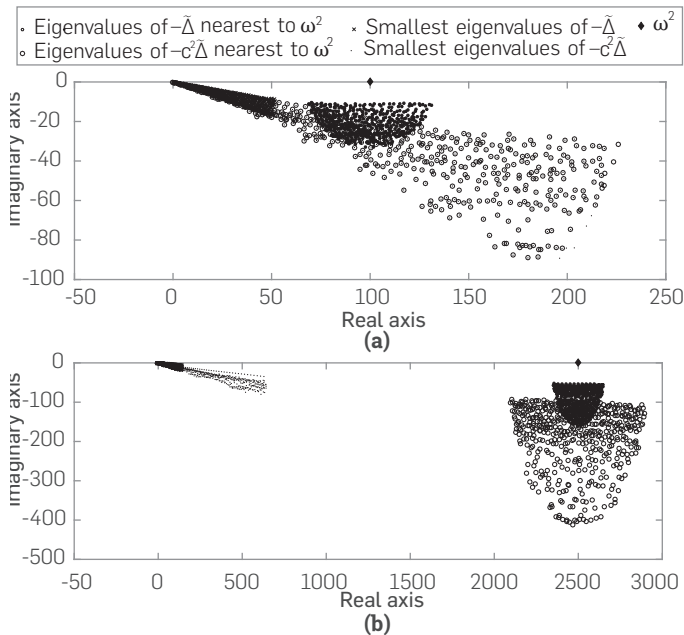 Eigenvalues of -Δ̃ nearest to ω² Smallest eigenvalues of -Δ̃ ω²
Eigenvalues of -c²Δ̃ nearest to ω² Smallest eigenvalues of -c²Δ̃
0
-20
-40
-60
-80
-100
Imaginary axis
-50 0 50 100 150 200 250
Real axis
(a)
0
-100
-200
-300
-400
-500
Imaginary axis
-50 0 500 1000 1500 2000 2500 3000
Real axis
(b)